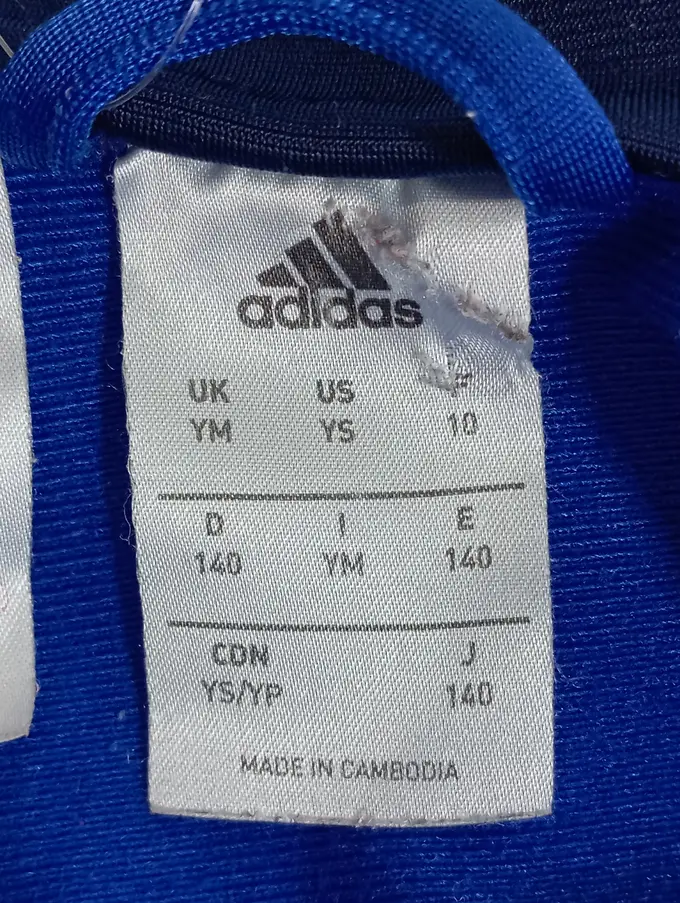 adidas
UK US
YM YS 10
D I E
140 YM 140
CDN J
YS/YP 140
MADE IN CAMBODIA